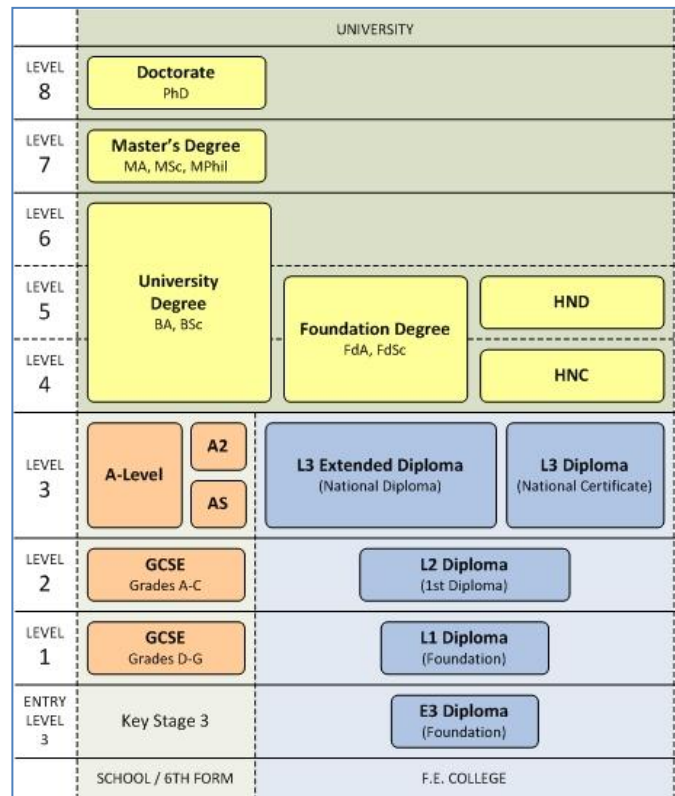 UNIVERSITY
LEVEL
8
Doctorate
PhD
LEVEL
7
Master's Degree
MA, MSc, MPhil
LEVEL
6
LEVEL
5
University
Degree
BA, BSc
Foundation Degree
FdA, FdSc
HND
LEVEL
4
HNC
LEVEL
3
A-Level
A2
AS
L3 Extended Diploma
(National Diploma)
L3 Diploma
(National Certificate)
LEVEL
2
GCSE
Grades A-C
L2 Diploma
(1st Diploma)
LEVEL
1
GCSE
Grades D-G
L1 Diploma
(Foundation)
ENTRY
LEVEL
3
Key Stage 3
E3 Diploma
(Foundation)
SCHOOL / 6TH FORM
F.E. COLLEGE